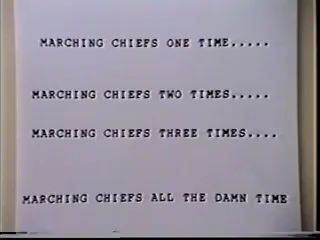 MARCHING CHIEFS ONE TIME.....
MARCHING CHIEFS TWO TIMES.....
MARCHING CHIEFS THREE TIMES....
MARCHING CHIEFS ALL THE DAMN TIME